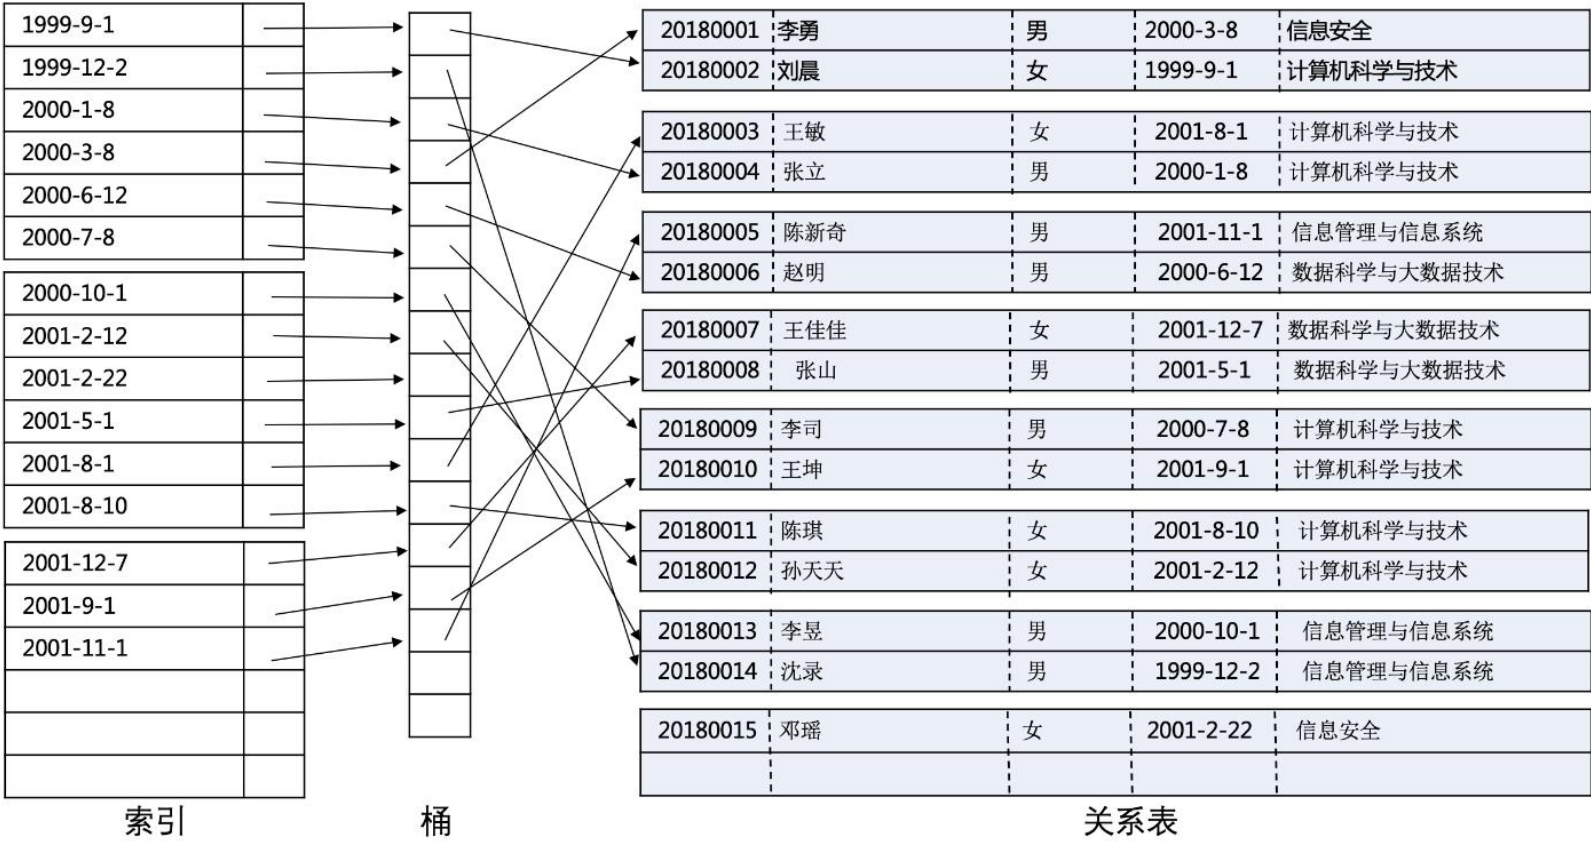 1999-9-1
1999-12-2
2000-1-8
2000-3-8
2000-6-12
2000-7-8
2000-10-1
2001-2-12
2001-2-22
2001-5-1
2001-8-1
2001-8-10
2001-12-7
2001-9-1
2001-11-1
索引
桶
20180001 李勇 男 2000-3-8 信息安全
20180002 刘晨 女 1999-9-1 计算机科学与技术
20180003 王敏 女 2001-8-1 计算机科学与技术
20180004 张立 男 2000-1-8 计算机科学与技术
20180005 陈新奇 男 2001-11-1 信息管理与信息系统
20180006 赵明 男 2000-6-12 数据科学与大数据技术
20180007 王佳佳 女 2001-12-7 数据科学与大数据技术
20180008 张山 男 2001-5-1 数据科学与大数据技术
20180009 李司 男 2000-7-8 计算机科学与技术
20180010 王坤 女 2001-9-1 计算机科学与技术
20180011 陈琪 女 2001-8-10 计算机科学与技术
20180012 孙天天 女 2001-2-12 计算机科学与技术
20180013 李昱 男 2000-10-1 信息管理与信息系统
20180014 沈录 男 1999-12-2 信息管理与信息系统
20180015 邓瑶 女 2001-2-22 信息安全
关系表